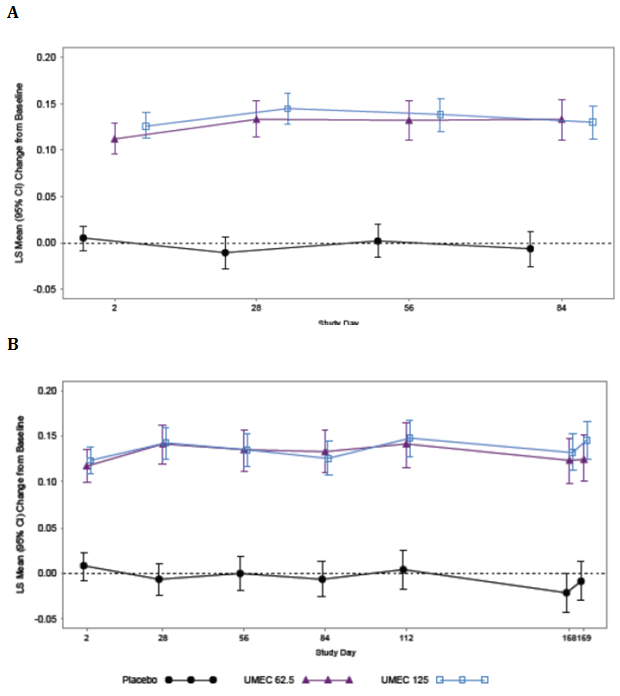 A
LS Mean (95% CI) Change from Baseline
0.20
0.15
0.10
0.05
0.00
-0.05
2 28 56 84
Study Day
B
LS Mean (95% CI) Change from Baseline
0.20
0.15
0.10
0.05
0.00
-0.05
2 28 56 84 112 168169
Study Day
Placebo UMEC 62.5 UMEC 125